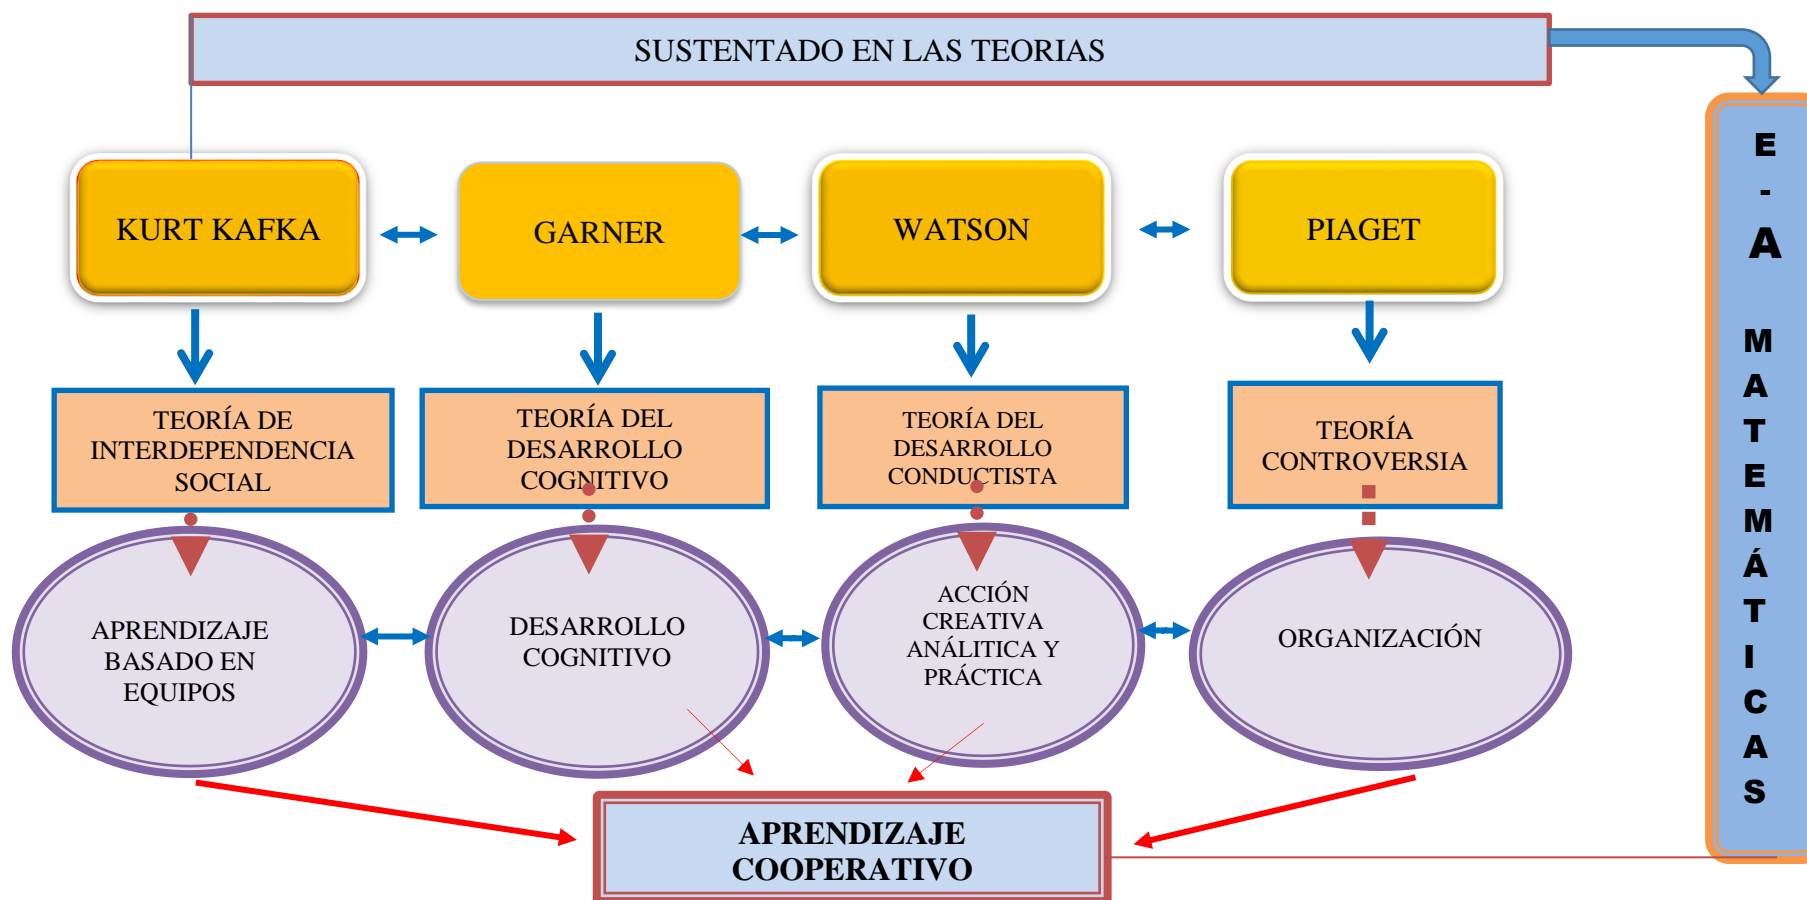 SUSTENTADO EN LAS TEORIAS
KURT KAFKA
GARNER
WATSON
PIAGET
TEORÍA DE
INTERDEPENDENCIA
SOCIAL
TEORÍA DEL
DESARROLLO
COGNITIVO
TEORÍA DEL
DESARROLLO
CONDUCTISTA
TEORÍA
CONTROVERSIA
APRENDIZAJE
BASADO EN
EQUIPOS
DESARROLLO
COGNITIVO
ACCIÓN
CREATIVA
ANÁLITICA Y
PRÁCTICA
ORGANIZACIÓN
APRENDIZAJE
COOPERATIVO
E
-
A
M
A
T
E
M
Á
T
I
C
A
S